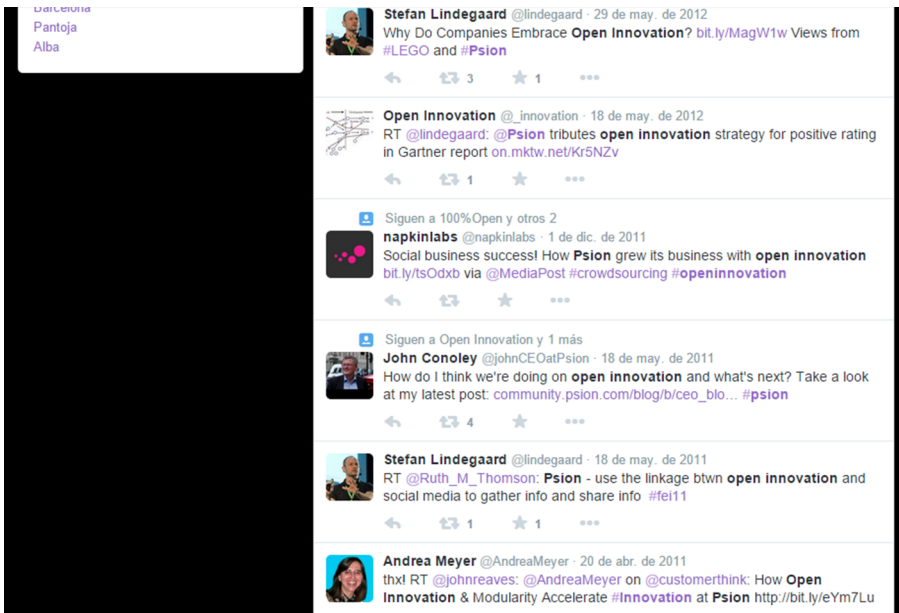 Barcelona
Pantoja
Alba
Stefan Lindegaard @lindegaard · 29 de may. de 2012
Why Do Companies Embrace Open Innovation? bit.ly/MagW1w Views from
#LEGO and #Psion
3 1
Open Innovation @_innovation · 18 de may. de 2012
RT @lindegaard: @Psion tributes open innovation strategy for positive rating
in Gartner report on.mktw.net/Kr5NZv
1
Siguen a 100%Open y otros 2
napkinlabs @napkinlabs · 1 de dic. de 2011
Social business success! How Psion grew its business with open innovation
bit.ly/tsOdxb via @MediaPost #crowdsourcing #openinnovation
Siguen a Open Innovation y 1 más
John Conoley @johnCEOatPsion · 18 de may. de 2011
How do I think we're doing on open innovation and what's next? Take a look
at my latest post: community.psion.com/blog/b/ceo_blo... #psion
4
Stefan Lindegaard @lindegaard · 18 de may. de 2011
RT @Ruth_M_Thomson: Psion - use the linkage btwn open innovation and
social media to gather info and share info #fei11
1 1
Andrea Meyer @AndreaMeyer · 20 de abr. de 2011
thx! RT @johnreaves: @AndreaMeyer on @customerthink: How Open
Innovation & Modularity Accelerate #Innovation at Psion http://bit.ly/eYm7Lu